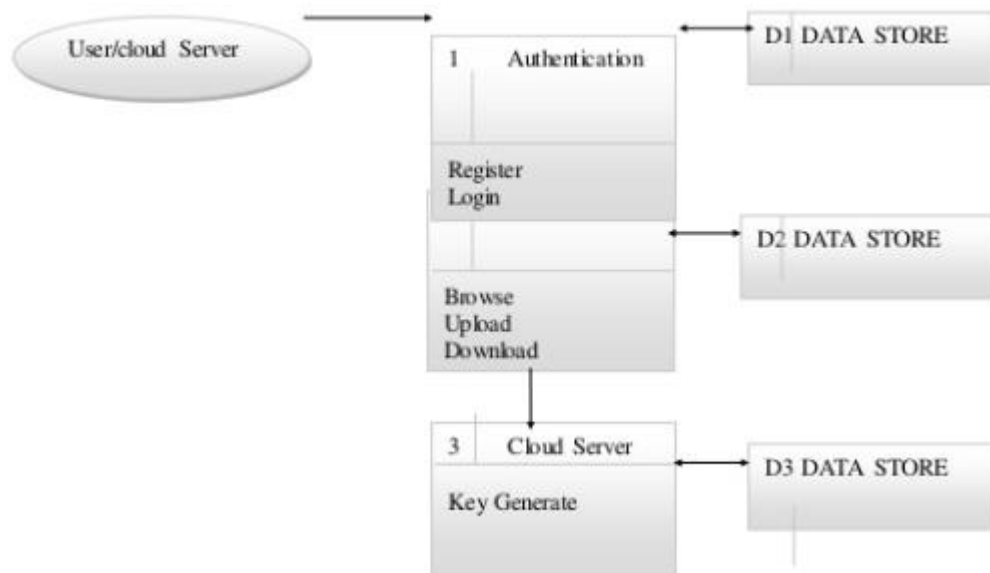 User/cloud Server
1 Authentication
Register
Login
D1 DATA STORE
Browse
Upload
Download
D2 DATA STORE
3 Cloud Server
Key Generate
D3 DATA STORE